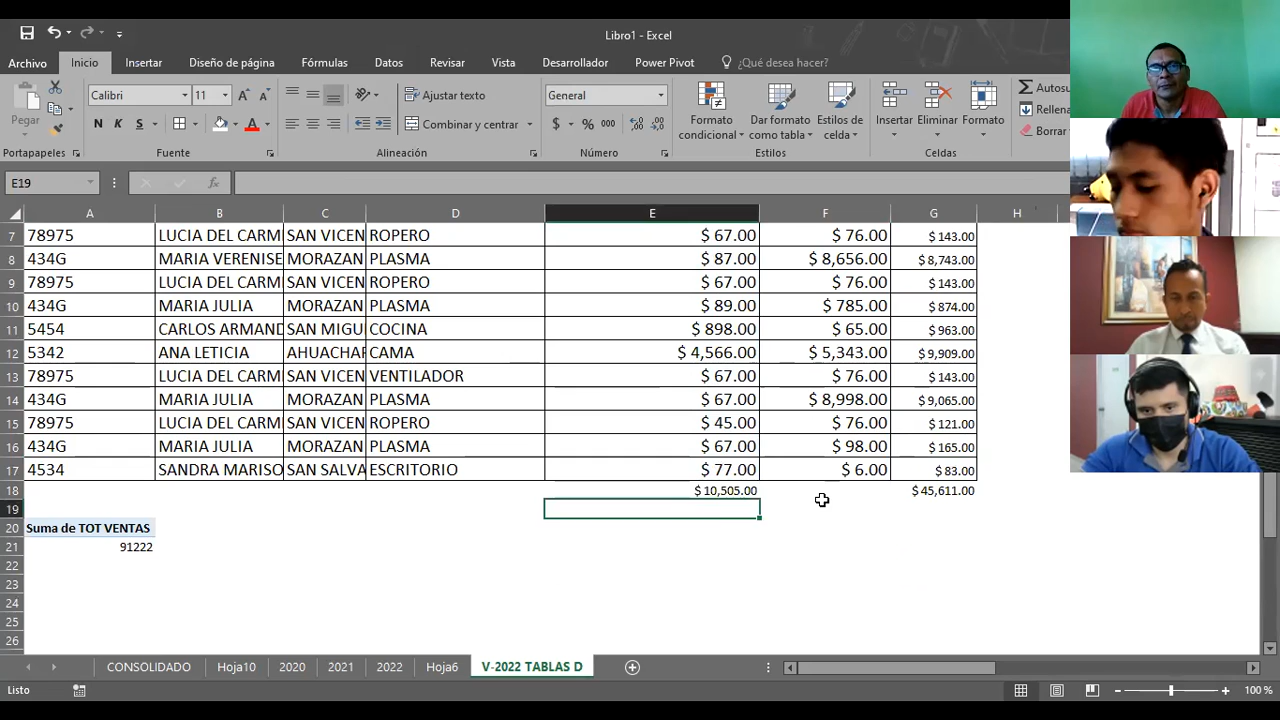 Libro1 - Excel
Archivo Inicio Insertar Diseño de página Fórmulas Datos Revisar Vista Desarrollador Power Pivot ¿Qué desea hacer?
Pegar
Calibri 11
N K S
Ajustar texto
Combinar y centrar
General
$ % 000
Formato condicional
Dar formato como tabla
Estilos de celda
Insertar Eliminar Formato
Autosu
Rellena
Borrar
Portapapeles Fuente Alineación Número Estilos Celdas
E19 fx
A B C D E F G H
7 78975 LUCIA DEL CARM SAN VICEN ROPERO $ 67.00 $ 76.00 $ 143.00
8 434G MARIA VERENISE MORAZAN PLASMA $ 87.00 $ 8,656.00 $ 8,743.00
9 78975 LUCIA DEL CARM SAN VICEN ROPERO $ 67.00 $ 76.00 $ 143.00
10 434G MARIA JULIA MORAZAN PLASMA $ 89.00 $ 785.00 $ 874.00
11 5454 CARLOS ARMAND SAN MIGU COCINA $ 898.00 $ 65.00 $ 963.00
12 5342 ANA LETICIA AHUACHAP CAMA $ 4,566.00 $ 5,343.00 $ 9,909.00
13 78975 LUCIA DEL CARM SAN VICEN VENTILADOR $ 67.00 $ 76.00 $ 143.00
14 434G MARIA JULIA MORAZAN PLASMA $ 67.00 $ 8,998.00 $ 9,065.00
15 78975 LUCIA DEL CARM SAN VICEN ROPERO $ 45.00 $ 76.00 $ 121.00
16 434G MARIA JULIA MORAZAN PLASMA $ 67.00 $ 98.00 $ 165.00
17 4534 SANDRA MARISO SAN SALVA ESCRITORIO $ 77.00 $ 6.00 $ 83.00
18 $ 10,505.00 $ 45,611.00
19
20 Suma de TOT VENTAS
21 91222
22
23
24
25
26
CONSOLIDADO Hoja10 2020 2021 2022 Hoja6 V-2022 TABLAS D
Listo 100 %